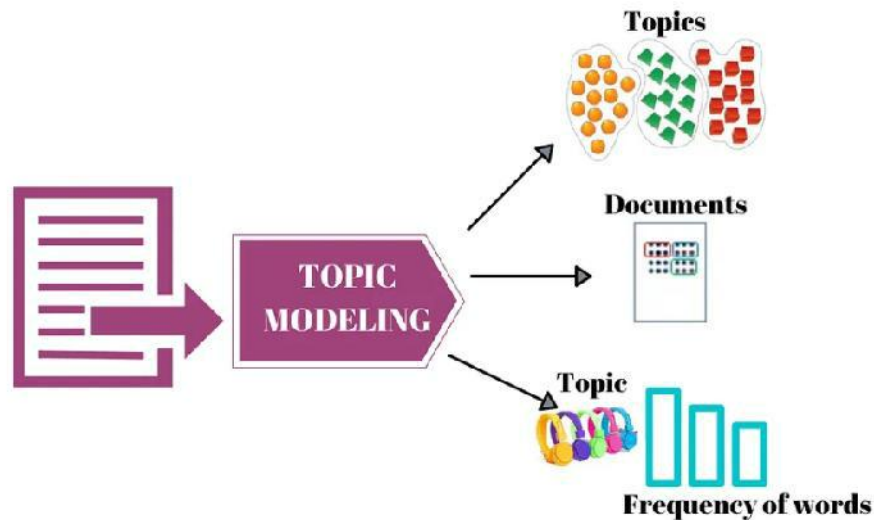 Topics
Documents
TOPIC
MODELING
Topic
Frequency of words